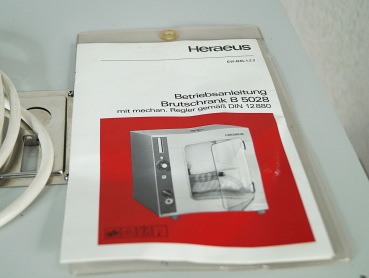 Heraeus
Betriebsanleitung
Brutschrank B 5028
mit mechan. Regler gemäß DIN 12880